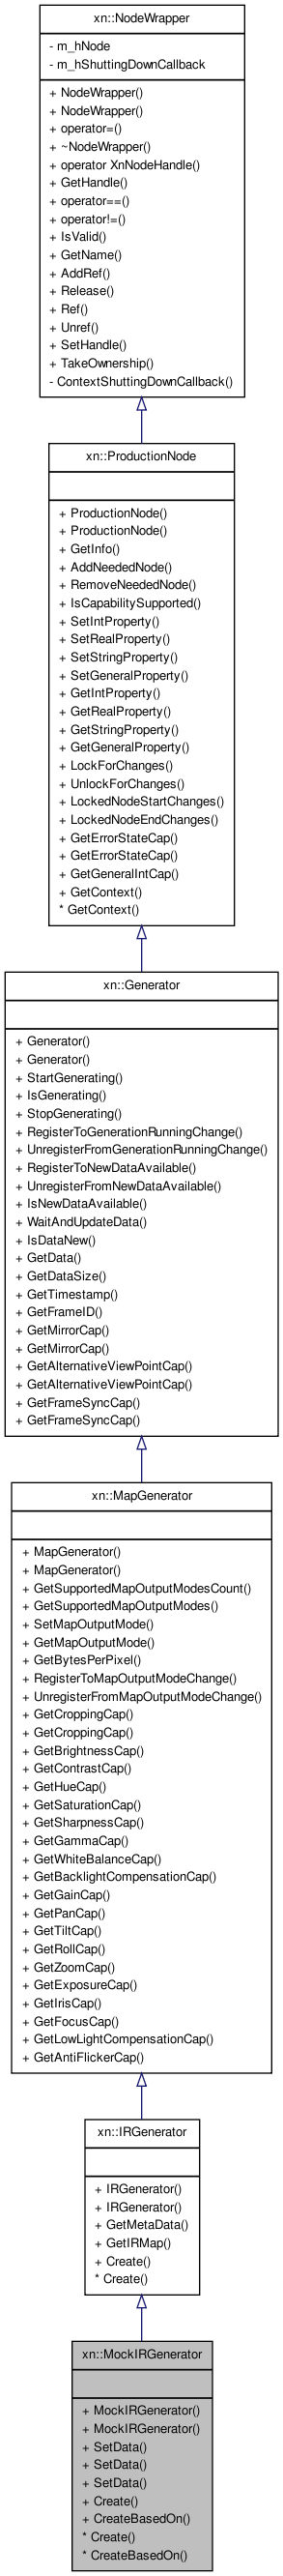 xn::NodeWrapper
- m_hNode
- m_hShuttingDownCallback
+ NodeWrapper()
+ NodeWrapper()
+ operator=()
+ ~NodeWrapper()
+ operator XnNodeHandle()
+ GetHandle()
+ operator==()
+ operator!=()
+ IsValid()
+ GetName()
+ AddRef()
+ Release()
+ Ref()
+ Unref()
+ SetHandle()
+ TakeOwnership()
- ContextShuttingDownCallback()
xn::ProductionNode
+ ProductionNode()
+ ProductionNode()
+ GetInfo()
+ AddNeededNode()
+ RemoveNeededNode()
+ IsCapabilitySupported()
+ SetIntProperty()
+ SetRealProperty()
+ SetStringProperty()
+ SetGeneralProperty()
+ GetIntProperty()
+ GetRealProperty()
+ GetStringProperty()
+ GetGeneralProperty()
+ LockForChanges()
+ UnlockForChanges()
+ LockedNodeStartChanges()
+ LockedNodeEndChanges()
+ GetErrorStateCap()
+ GetErrorStateCap()
+ GetGeneralIntCap()
+ GetContext()
* GetContext()
xn::Generator
+ Generator()
+ Generator()
+ StartGenerating()
+ IsGenerating()
+ StopGenerating()
+ RegisterToGenerationRunningChange()
+ UnregisterFromGenerationRunningChange()
+ RegisterToNewDataAvailable()
+ UnregisterFromNewDataAvailable()
+ IsNewDataAvailable()
+ WaitAndUpdateData()
+ IsDataNew()
+ GetData()
+ GetDataSize()
+ GetTimestamp()
+ GetFrameID()
+ GetMirrorCap()
+ GetMirrorCap()
+ GetAlternativeViewPointCap()
+ GetAlternativeViewPointCap()
+ GetFrameSyncCap()
+ GetFrameSyncCap()
xn::MapGenerator
+ MapGenerator()
+ MapGenerator()
+ GetSupportedMapOutputModesCount()
+ GetSupportedMapOutputModes()
+ SetMapOutputMode()
+ GetMapOutputMode()
+ GetBytesPerPixel()
+ RegisterToMapOutputModeChange()
+ UnregisterFromMapOutputModeChange()
+ GetCroppingCap()
+ GetCroppingCap()
+ GetBrightnessCap()
+ GetContrastCap()
+ GetHueCap()
+ GetSaturationCap()
+ GetSharpnessCap()
+ GetGammaCap()
+ GetWhiteBalanceCap()
+ GetBacklightCompensationCap()
+ GetGainCap()
+ GetPanCap()
+ GetTiltCap()
+ GetRollCap()
+ GetZoomCap()
+ GetExposureCap()
+ GetIrisCap()
+ GetFocusCap()
+ GetLowLightCompensationCap()
+ GetAntiFlickerCap()
xn::IRGenerator
+ IRGenerator()
+ IRGenerator()
+ GetMetaData()
+ GetIRMap()
+ Create()
* Create()
xn::MockIRGenerator
+ MockIRGenerator()
+ MockIRGenerator()
+ SetData()
+ SetData()
+ SetData()
+ Create()
+ CreateBasedOn()
* Create()
* CreateBasedOn()